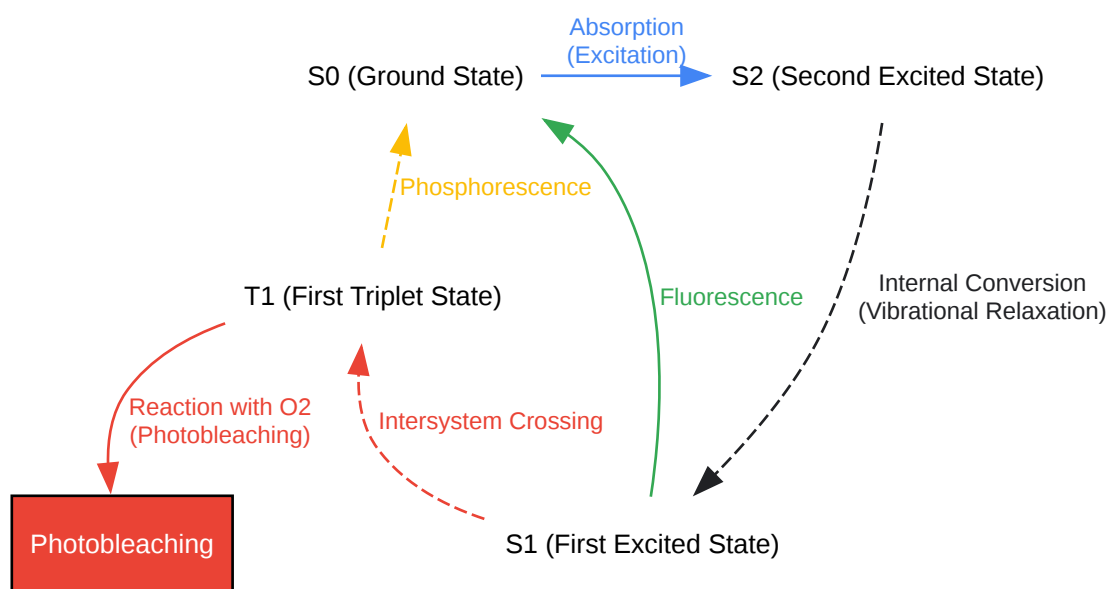 Absorption
(Excitation)
S0 (Ground State)
S2 (Second Excited State)
Phosphorescence
T1 (First Triplet State)
Fluorescence
Internal Conversion
(Vibrational Relaxation)
Reaction with O2
(Photobleaching)
Intersystem Crossing
Photobleaching
S1 (First Excited State)